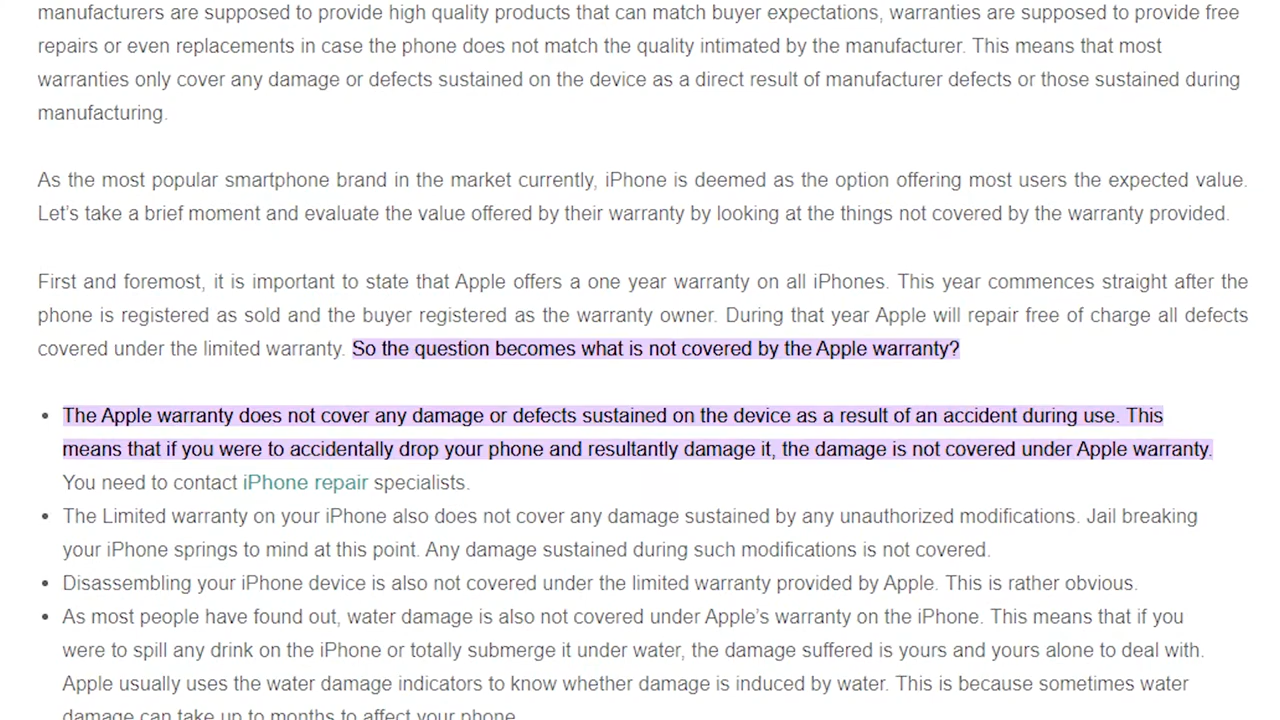 manufacturers are supposed to provide high quality products that can match buyer expectations, warranties are supposed to provide free
repairs or even replacements in case the phone does not match the quality intimated by the manufacturer. This means that most
warranties only cover any damage or defects sustained on the device as a direct result of manufacturer defects or those sustained during
manufacturing.
As the most popular smartphone brand in the market currently, iPhone is deemed as the option offering most users the expected value.
Let’s take a brief moment and evaluate the value offered by their warranty by looking at the things not covered by the warranty provided.
First and foremost, it is important to state that Apple offers a one year warranty on all iPhones. This year commences straight after the
phone is registered as sold and the buyer registered as the warranty owner. During that year Apple will repair free of charge all defects
covered under the limited warranty. So the question becomes what is not covered by the Apple warranty?
• The Apple warranty does not cover any damage or defects sustained on the device as a result of an accident during use. This
means that if you were to accidentally drop your phone and resultantly damage it, the damage is not covered under Apple warranty.
You need to contact iPhone repair specialists.
• The Limited warranty on your iPhone also does not cover any damage sustained by any unauthorized modifications. Jail breaking
your iPhone springs to mind at this point. Any damage sustained during such modifications is not covered.
• Disassembling your iPhone device is also not covered under the limited warranty provided by Apple. This is rather obvious.
• As most people have found out, water damage is also not covered under Apple’s warranty on the iPhone. This means that if you
were to spill any drink on the iPhone or totally submerge it under water, the damage suffered is yours and yours alone to deal with.
Apple usually uses the water damage indicators to know whether damage is induced by water. This is because sometimes water
damage can take up to months to affect your phone.